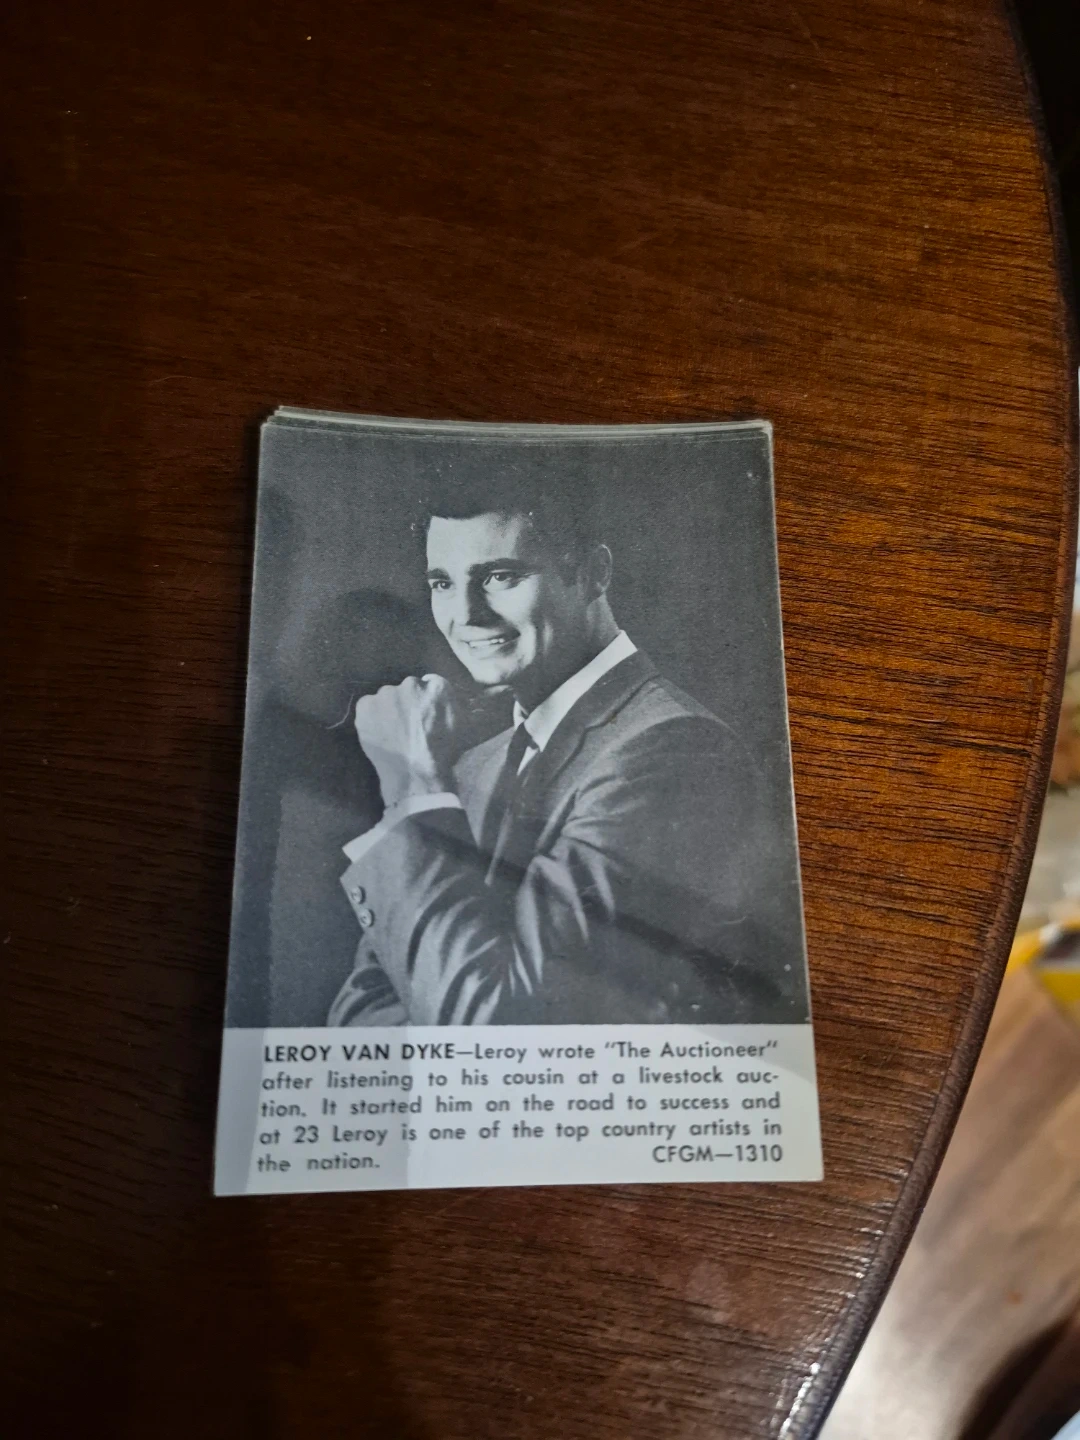 LEROY VAN DYKE—Leroy wrote "The Auctioneer"
after listening to his cousin at a livestock auc-
tion. It started him on the road to success and
at 23 Leroy is one of the top country artists in
the nation. CFGM—1310